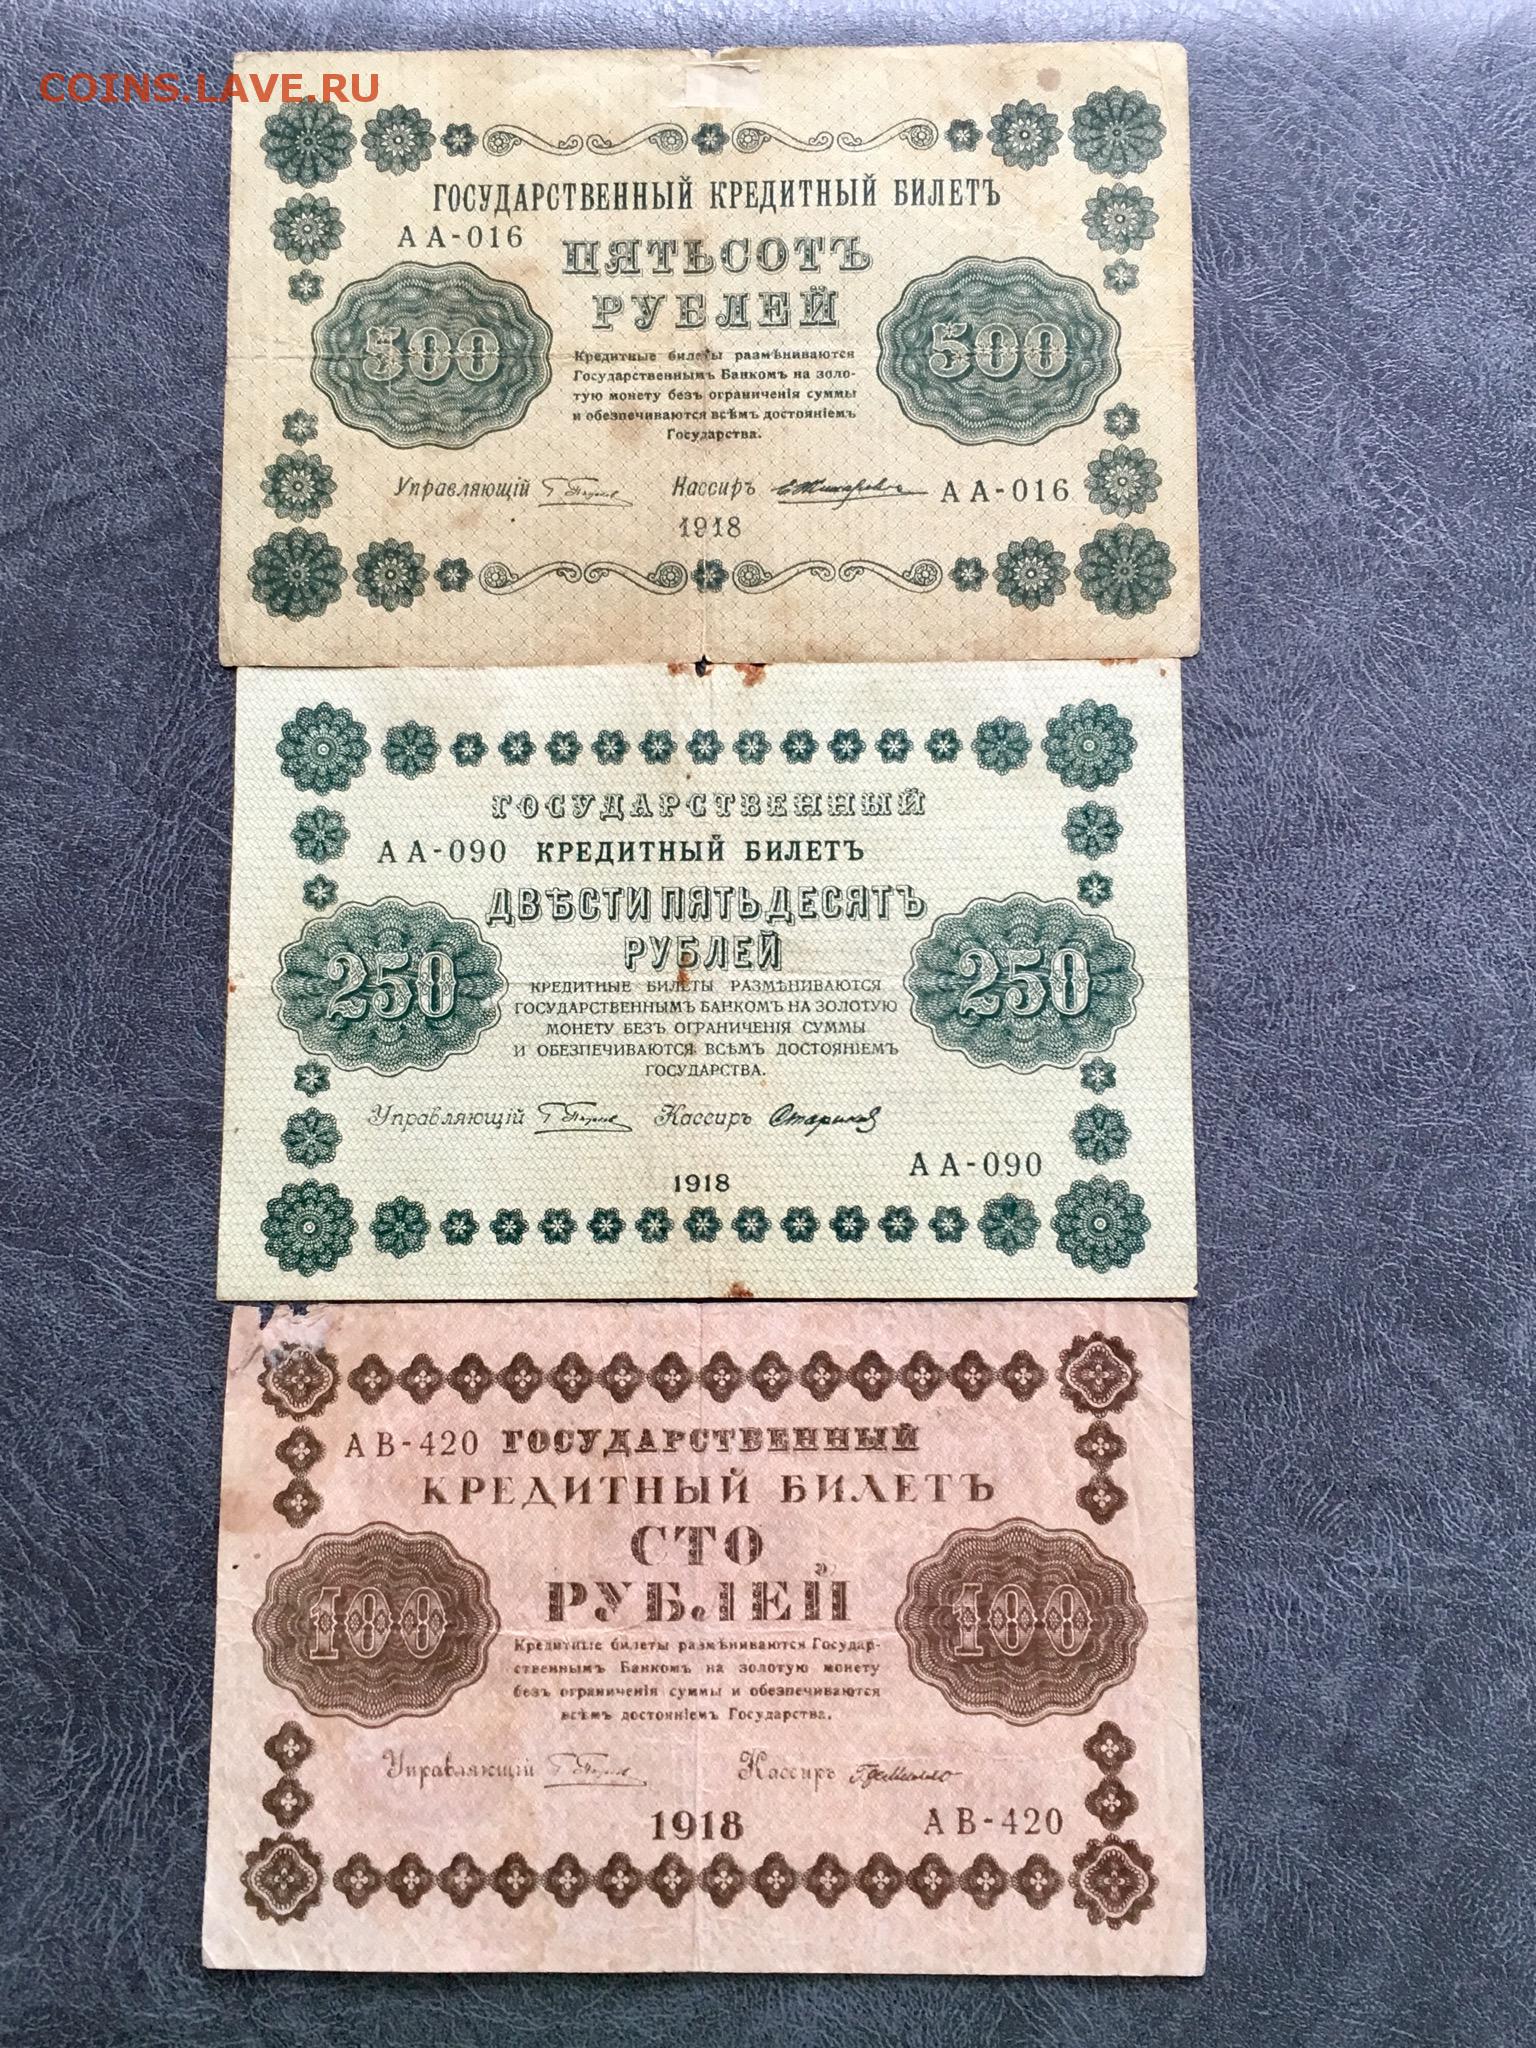 COINS.LAVE.RU
ГОСУДАРСТВЕННЫЙ КРЕДИТНЫЙ БИЛЕТЪ
АА-016
ПЯТЬСОТЪ
РУБЛЕЙ
500
500
Кредитные билеты размѣниваются
Государственнымъ Банкомъ на золо-
тую монету безъ ограниченія суммы
и обезпечиваются всѣмъ достояніемъ
Государства.
Управляющій Кассиръ АА-016
1918
ГОСУДАРСТВЕННЫЙ
АА-090 КРЕДИТНЫЙ БИЛЕТЪ
ДВѢСТИ ПЯТЬДЕСЯТЪ
РУБЛЕЙ
250
250
КРЕДИТНЫЕ БИЛЕТЫ РАЗМѢНИВАЮТСЯ
ГОСУДАРСТВЕННЫМЪ БАНКОМЪ НА ЗОЛОТУЮ
МОНЕТУ БЕЗЪ ОГРАНИЧЕНІЯ СУММЫ
И ОБЕЗПЕЧИВАЮТСЯ ВСѢМЪ ДОСТОЯНІЕМЪ
ГОСУДАРСТВА.
Управляющій Кассиръ Стариков
АА-090
1918
АВ-420 ГОСУДАРСТВЕННЫЙ
КРЕДИТНЫЙ БИЛЕТЪ
СТО
РУБЛЕЙ
100
100
Кредитные билеты размѣниваются Государ-
ственнымъ Банкомъ на золотую монету
безъ ограниченія суммы и обезпечиваются
всѣмъ достояніемъ Государства.
Управляющій Кассиръ ГдеМилло
1918
АВ-420